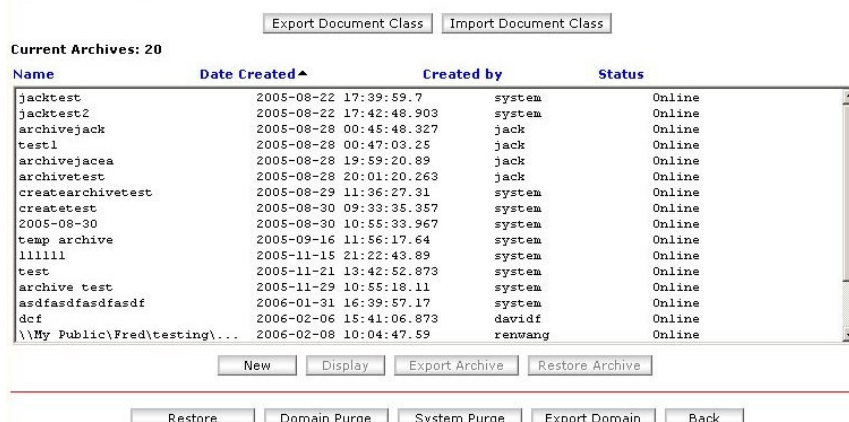 Export Document Class Import Document Class
Current Archives: 20
Name Date Created Created by Status
jacktest 2005-08-22 17:39:59.7 system Online
jacktest2 2005-08-22 17:42:48.903 system Online
archivejack 2005-08-28 00:45:48.327 jack Online
test1 2005-08-28 00:47:03.25 jack Online
archivejacea 2005-08-28 19:59:20.89 jack Online
archivetest 2005-08-28 20:01:20.263 jack Online
createarchivetest 2005-08-29 11:36:27.31 system Online
createtest 2005-08-30 09:33:35.357 system Online
2005-08-30 2005-08-30 10:55:33.967 system Online
temp archive 2005-09-16 11:56:17.64 system Online
111111 2005-11-15 21:22:43.89 system Online
test 2005-11-21 13:42:52.873 system Online
archive test 2005-11-29 10:55:18.11 system Online
asdfasdfasdfasdf 2006-01-31 16:39:57.17 system Online
dcf 2006-02-06 15:41:06.873 davidf Online
\\My Public\Fred\testing\... 2006-02-08 10:04:47.59 renwang Online
New Display Export Archive Restore Archive
Restore Domain Purge System Purge Export Domain Back